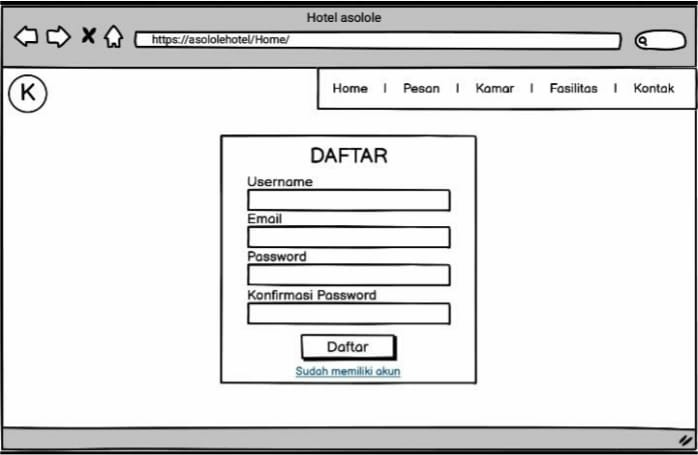 Hotel asolole
https://asololehotel/Home/
K
Home | Pesan | Kamar | Fasilitas | Kontak
DAFTAR
Username
Email
Password
Konfirmasi Password
Daftar
Sudah memiliki akun